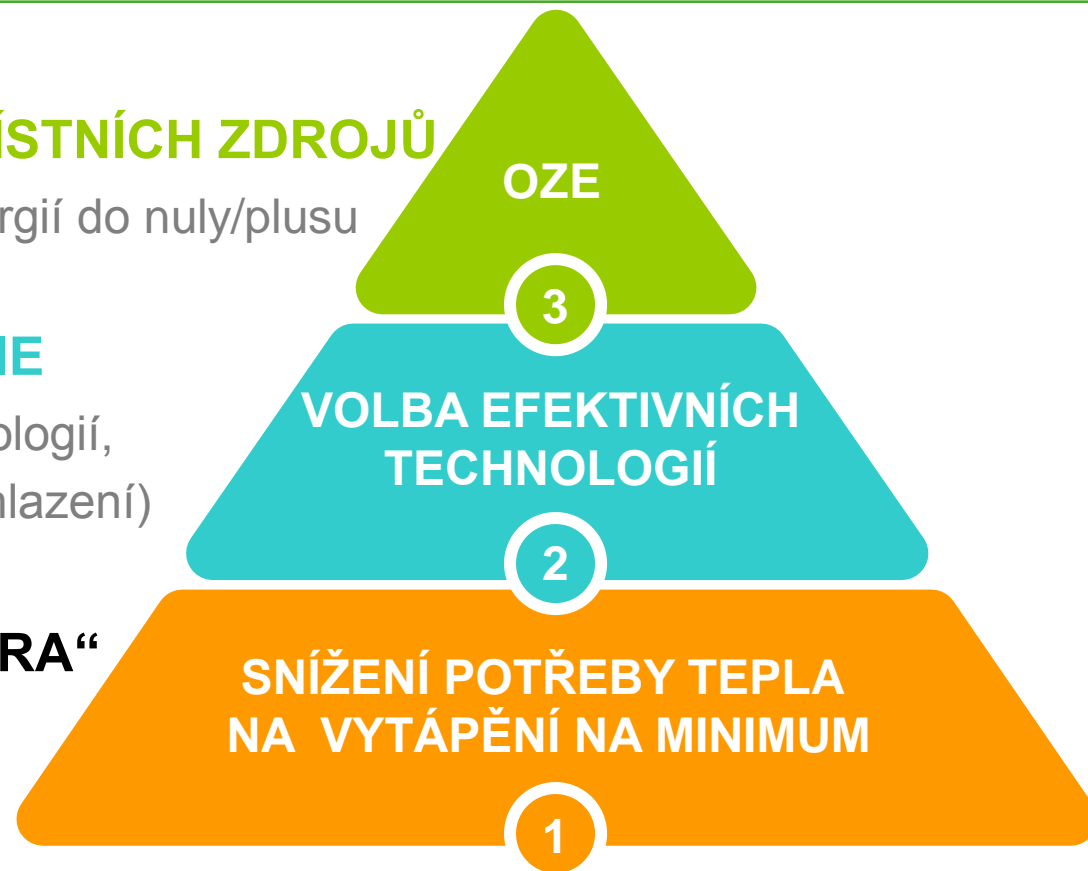 ÍSTNÍCH ZDROJŮ
rgií do nuly/plusu
OZE
3
IE
ologií,
hlazení)
VOLBA EFEKTIVNÍCH
TECHNOLOGIÍ
2
RA“
SNÍŽENÍ POTŘEBY TEPLA
NA VYTÁPĚNÍ NA MINIMUM
1